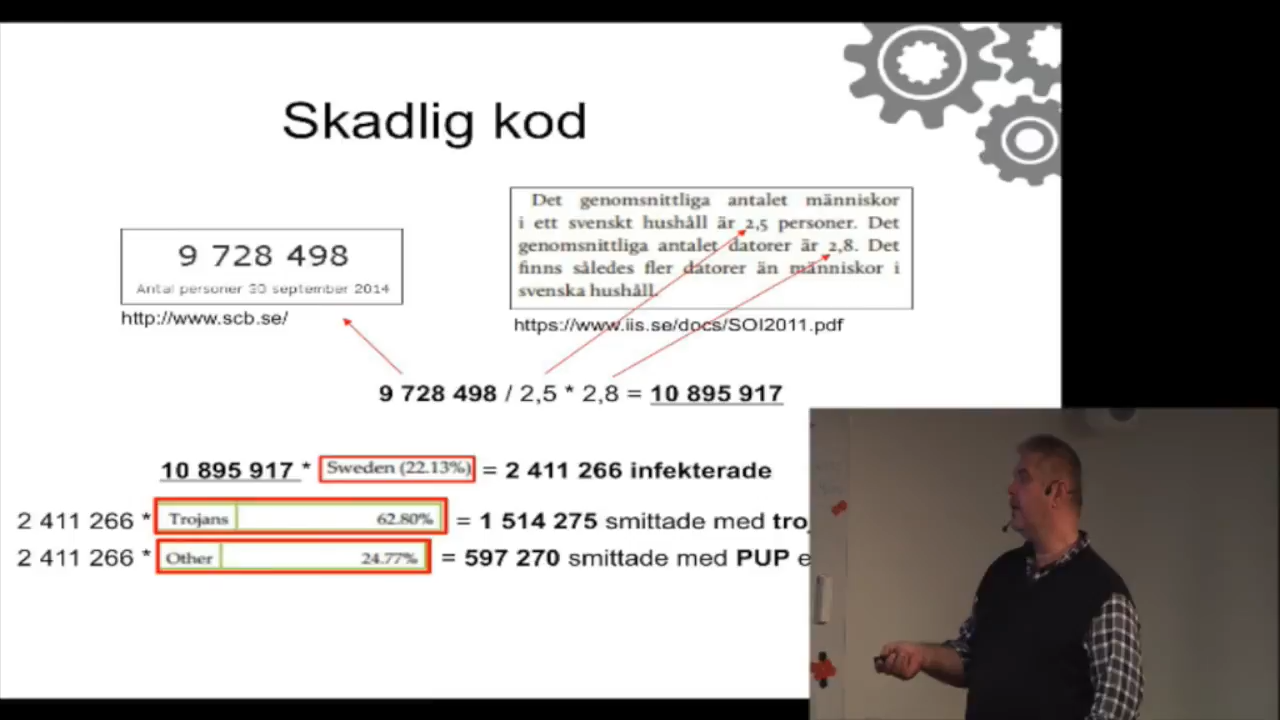 Skadlig kod
9 728 498
Antal personer 30 september 2014
http://www.scb.se/
Det genomsnittliga antalet människor
i ett svenskt hushåll är 2,5 personer. Det
genomsnittliga antalet datorer är 2,8. Det
finns således fler datorer än människor i
svenska hushåll.
https://www.iis.se/docs/SOI2011.pdf
9 728 498 / 2,5 * 2,8 = 10 895 917
10 895 917 * Sweden (22.13%) = 2 411 266 infekterade
2 411 266 * Trojans 62.80% = 1 514 275 smittade med
2 411 266 * Other 24.77% = 597 270 smittade med PUP